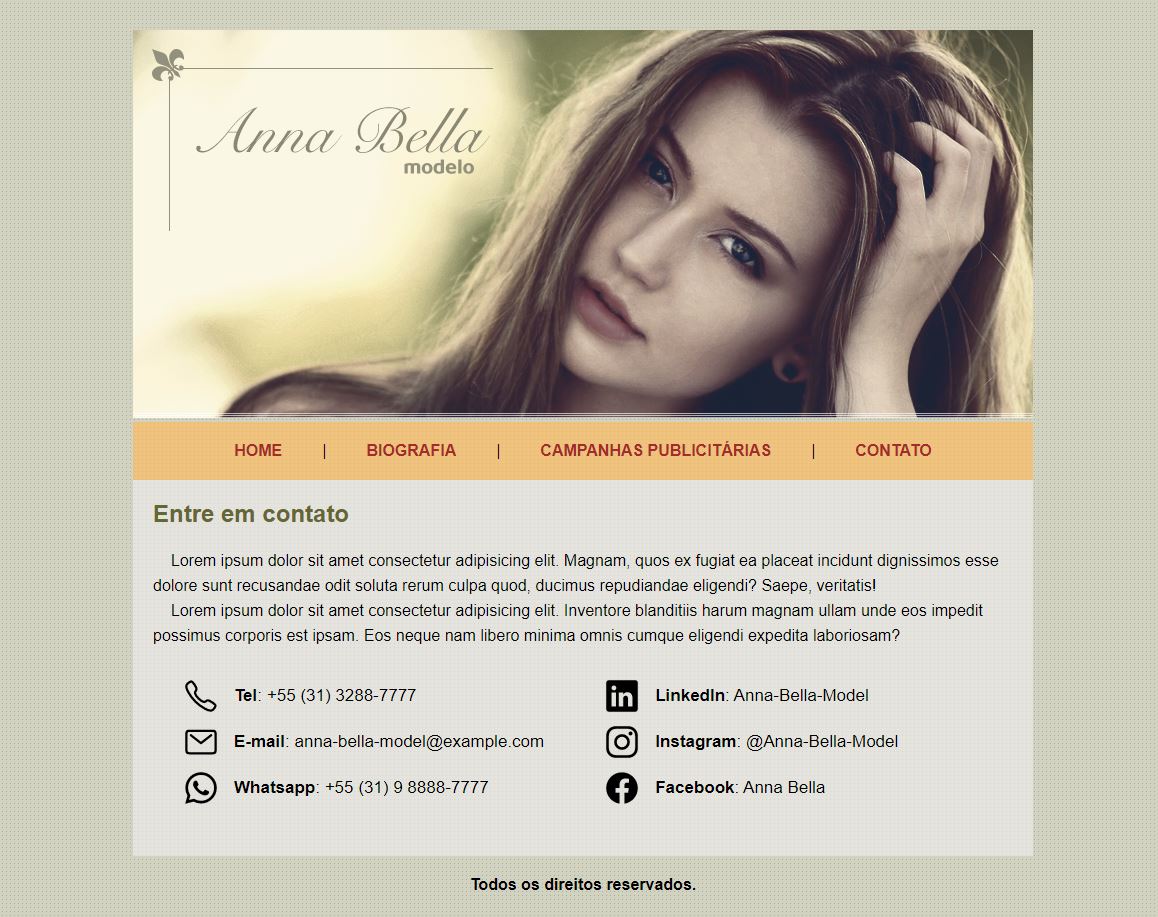 Anna Bella
modelo
HOME | BIOGRAFIA | CAMPANHAS PUBLICITÁRIAS | CONTATO
Entre em contato
Lorem ipsum dolor sit amet consectetur adipisicing elit. Magnam, quos ex fugiat ea placeat incidunt dignissimos esse
dolore sunt recusandae odit soluta rerum culpa quod, ducimus repudiandae eligendi? Saepe, veritatis!
Lorem ipsum dolor sit amet consectetur adipisicing elit. Inventore blanditiis harum magnam ullam unde eos impedit
possimus corporis est ipsam. Eos neque nam libero minima omnis cumque eligendi expedita laboriosam?
Tel: +55 (31) 3288-7777
E-mail: anna-bella-model@example.com
Whatsapp: +55 (31) 9 8888-7777
LinkedIn: Anna-Bella-Model
Instagram: @Anna-Bella-Model
Facebook: Anna Bella
Todos os direitos reservados.